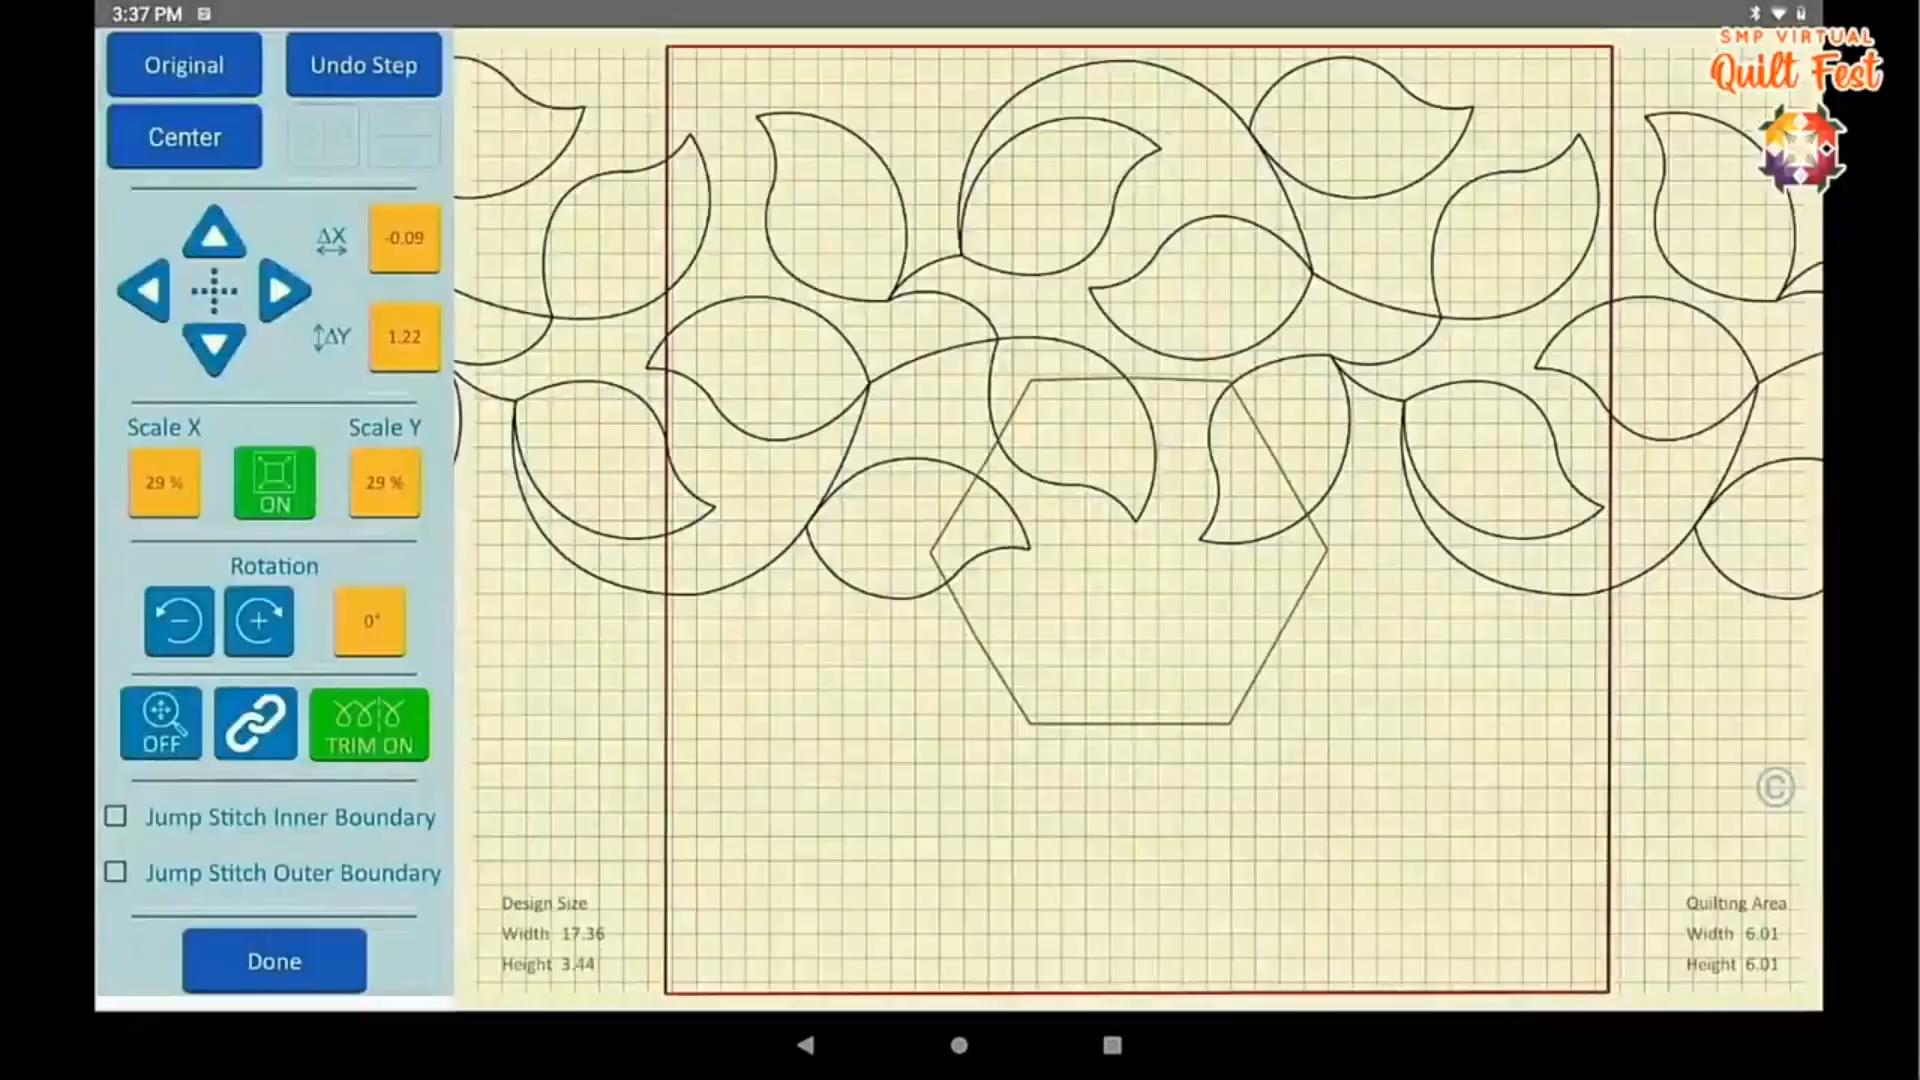 3:37 PM
SMP VIRTUAL
Quilt Fest
Original
Undo Step
Center
ΔX
-0.09
ΔY
1.22
Scale X
Scale Y
29 %
ON
29 %
Rotation
0°
OFF
TRIM ON
Jump Stitch Inner Boundary
Jump Stitch Outer Boundary
Done
Design Size
Width 17.36
Height 3.44
©
Quilting Area
Width 6.01
Height 6.01